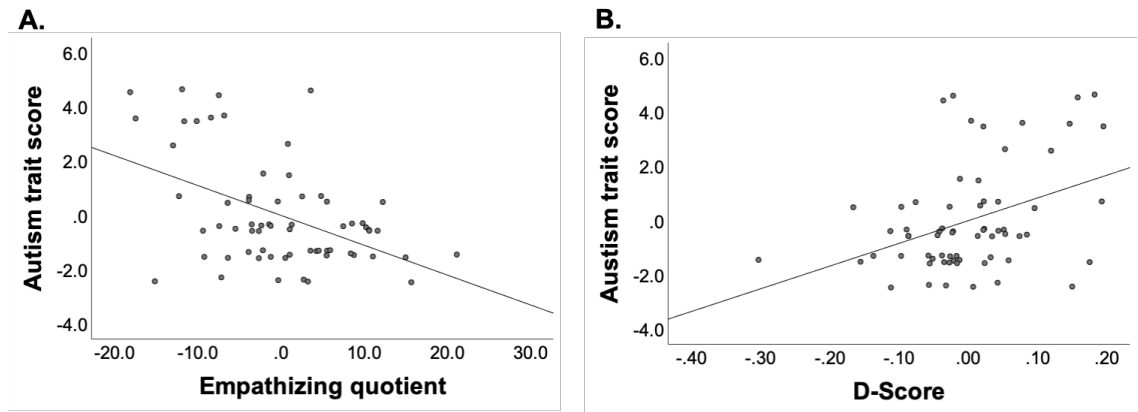 A.
6.0
4.0
2.0
.0
-2.0
-4.0
Autism trait score
-20.0 -10.0 .0 10.0 20.0 30.0
Empathizing quotient
B.
6.0
4.0
2.0
.0
-2.0
-4.0
Austism trait score
-.40 -.30 -.10 .00 .10 .20
D-Score